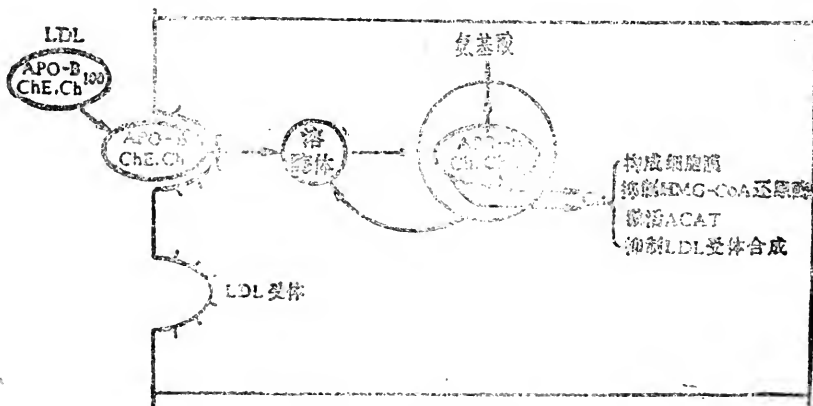 LDL
APO-B100
ChE.Ch
APO-B
ChE.Ch
溶酶体
氨基酸
构成细胞膜
抑制HMG-CoA还原酶
激活ACAT
抑制LDL受体合成
LDL受体